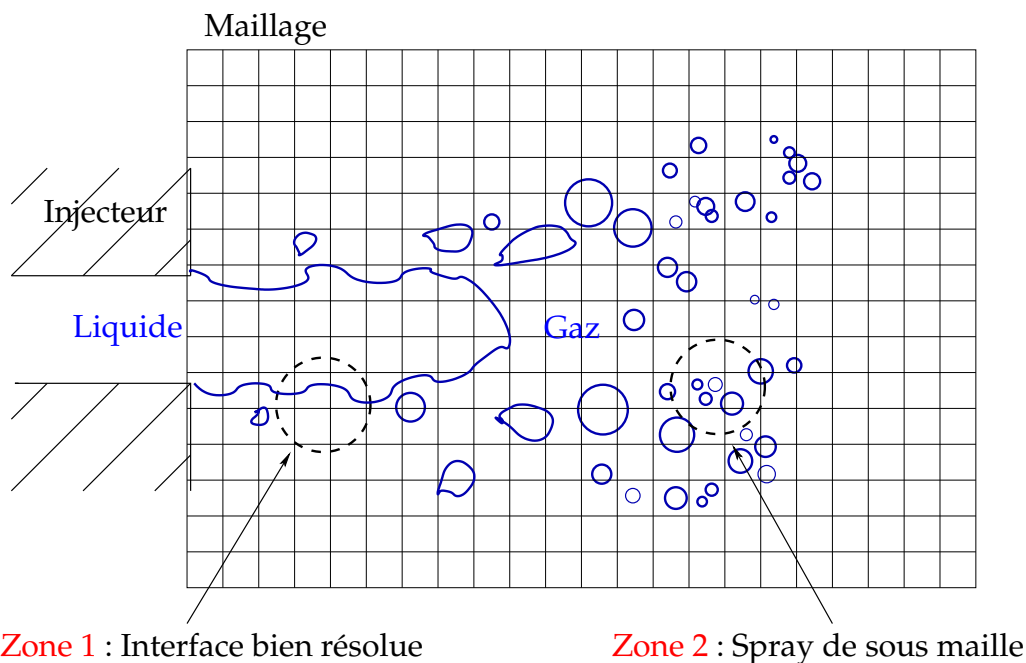 Maillage
Injecteur
Liquide
Gaz
Zone 1 : Interface bien résolue
Zone 2 : Spray de sous maille